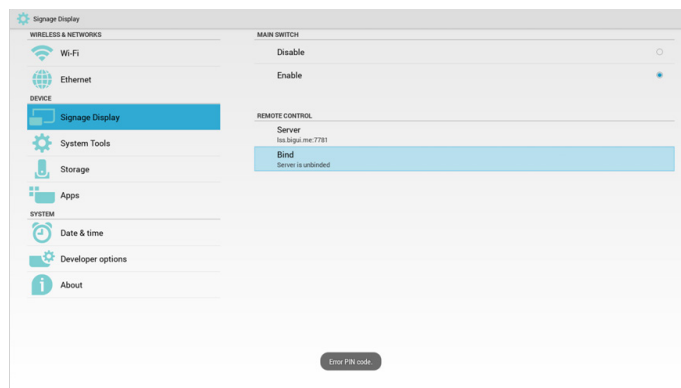 Signage Display
WIRELESS & NETWORKS
Wi-Fi
Ethernet
DEVICE
Signage Display
System Tools
Storage
Apps
SYSTEM
Date & time
Developer options
About
MAIN SWITCH
Disable
Enable
REMOTE CONTROL
Server
lss.bigui.me:7781
Bind
Server is unbinded
Error PIN code.